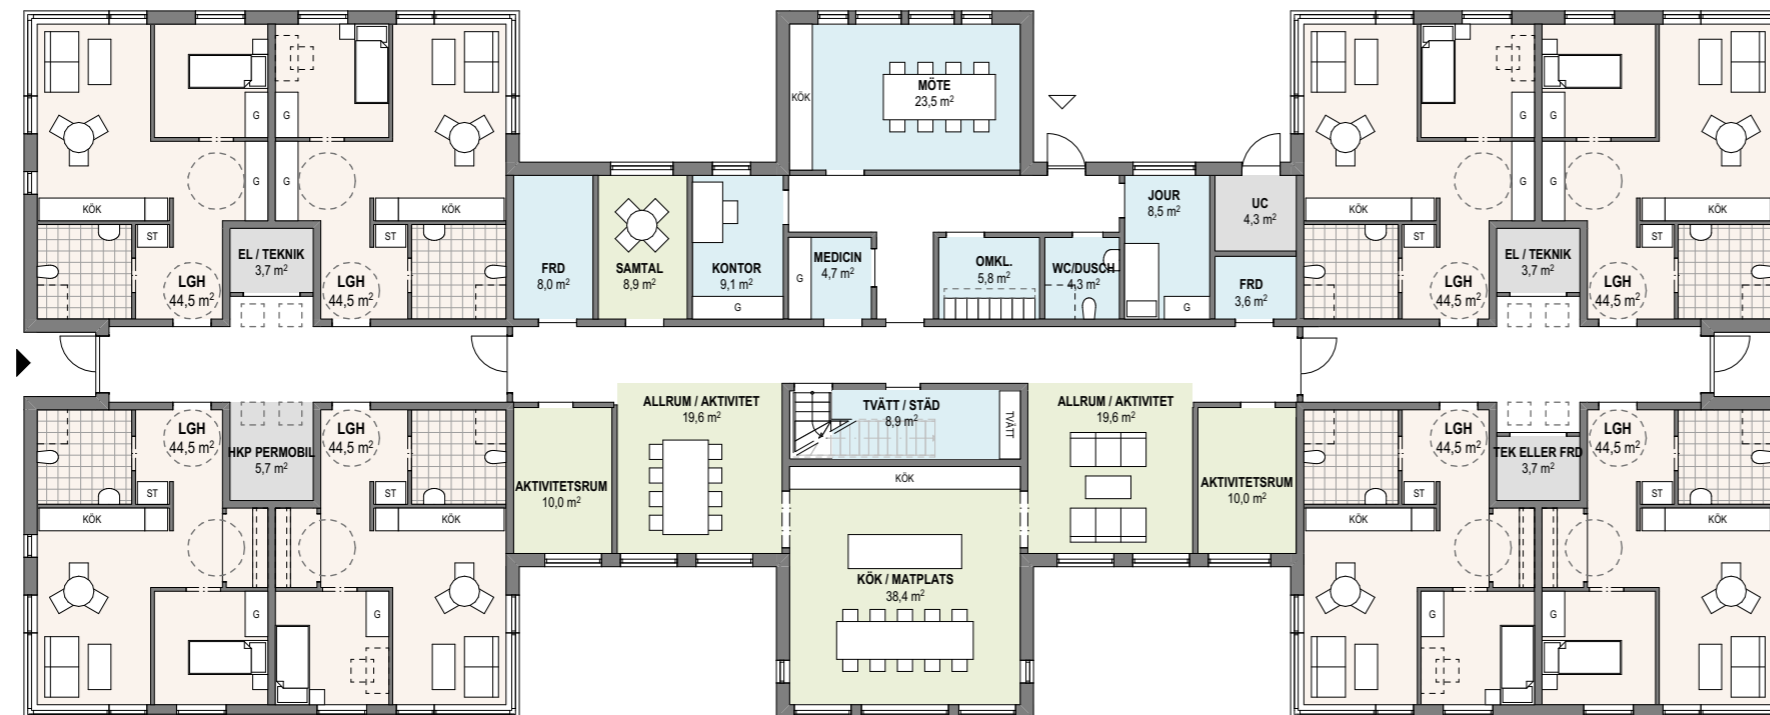 KÖK
MÖTE
23,5 m²
G
G
G
G
G
G
G
G
KÖK
KÖK
KÖK
KÖK
ST
ST
ST
ST
EL / TEKNIK
3,7 m²
LGH
44,5 m²
LGH
44,5 m²
FRD
8,0 m²
SAMTAL
8,9 m²
KONTOR
9,1 m²
G
G
MEDICIN
4,7 m²
OMKL.
5,8 m²
WC/DUSCH
4,3 m²
JOUR
8,5 m²
G
UC
4,3 m²
FRD
3,6 m²
LGH
44,5 m²
EL / TEKNIK
3,7 m²
LGH
44,5 m²
LGH
44,5 m²
HKP PERMOBIL
5,7 m²
LGH
44,5 m²
ALLRUM / AKTIVITET
19,6 m²
TVÄTT / STÄD
8,9 m²
TVÄTT
ALLRUM / AKTIVITET
19,6 m²
LGH
44,5 m²
TEK ELLER FRD
3,7 m²
LGH
44,5 m²
AKTIVITETSRUM
10,0 m²
KÖK
AKTIVITETSRUM
10,0 m²
ST
ST
ST
ST
KÖK
KÖK
KÖK
KÖK
KÖK / MATPLATS
38,4 m²
G
G
G
G